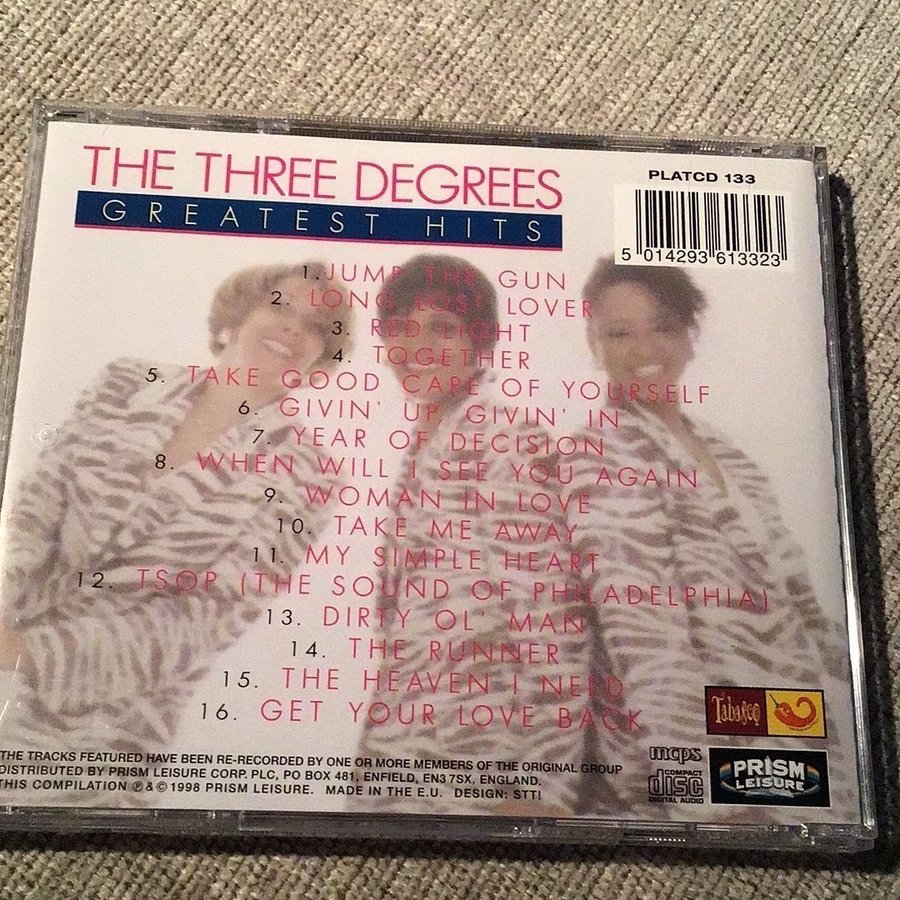 THE THREE DEGREES
GREATEST HITS
PLATCD 133
5 014293 613323
1. JUMP THE GUN
2. LONG LOST LOVER
3. RED LIGHT
4. TOGETHER
5. TAKE GOOD CARE OF YOURSELF
6. GIVIN' UP, GIVIN' IN
7. YEAR OF DECISION
8. WHEN WILL I SEE YOU AGAIN
9. WOMAN IN LOVE
10. TAKE ME AWAY
11. MY SIMPLE HEART
12. TSOP (THE SOUND OF PHILADELPHIA)
13. DIRTY OL' MAN
14. THE RUNNER
15. THE HEAVEN I NEED
16. GET YOUR LOVE BACK
Tabasco
THE TRACKS FEATURED HAVE BEEN RE-RECORDED BY ONE OR MORE MEMBERS OF THE ORIGINAL GROUP
DISTRIBUTED BY PRISM LEISURE CORP. PLC, PO BOX 481, ENFIELD, EN3 7SX, ENGLAND.
THIS COMPILATION ℗ & © 1998 PRISM LEISURE. MADE IN THE E.U. DESIGN: STT!
mcps
COMPACT
disc
DIGITAL AUDIO
PRISM
LEISURE